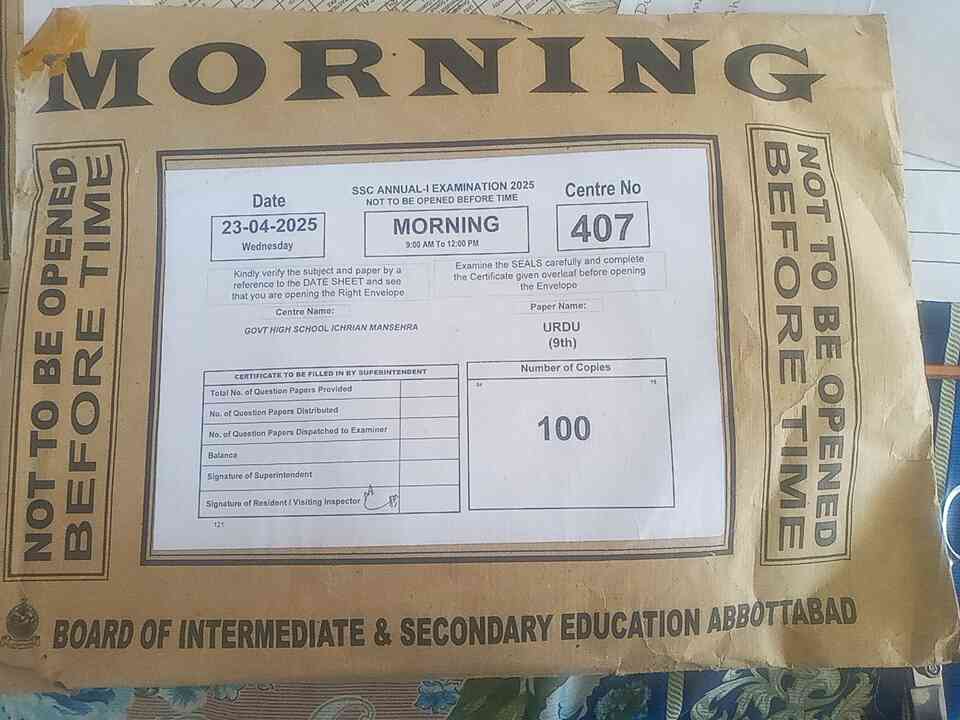 MORNING
NOT TO BE OPENED
BEFORE TIME
Date
23-04-2025
Wednesday
SSC ANNUAL-I EXAMINATION 2025
NOT TO BE OPENED BEFORE TIME
MORNING
9:00 AM To 12:00 PM
Centre No
407
Kindly verify the subject and paper by a
reference to the DATE SHEET and see
that you are opening the Right Envelope
Examine the SEALS carefully and complete
the Certificate given overleaf before opening
the Envelope
Centre Name:
GOVT HIGH SCHOOL ICHRIAN MANSEHRA
Paper Name:
URDU
(9th)
CERTIFICATE TO BE FILLED IN BY SUPERINTENDENT
Total No. of Question Papers Provided
No. of Question Papers Distributed
No. of Question Papers Dispatched to Examiner
Balance
Signature of Superintendent
Signature of Resident / Visiting Inspector
121
Number of Copies
100
NOT TO BE OPENED
BEFORE TIME
BOARD OF INTERMEDIATE & SECONDARY EDUCATION ABBOTTABAD